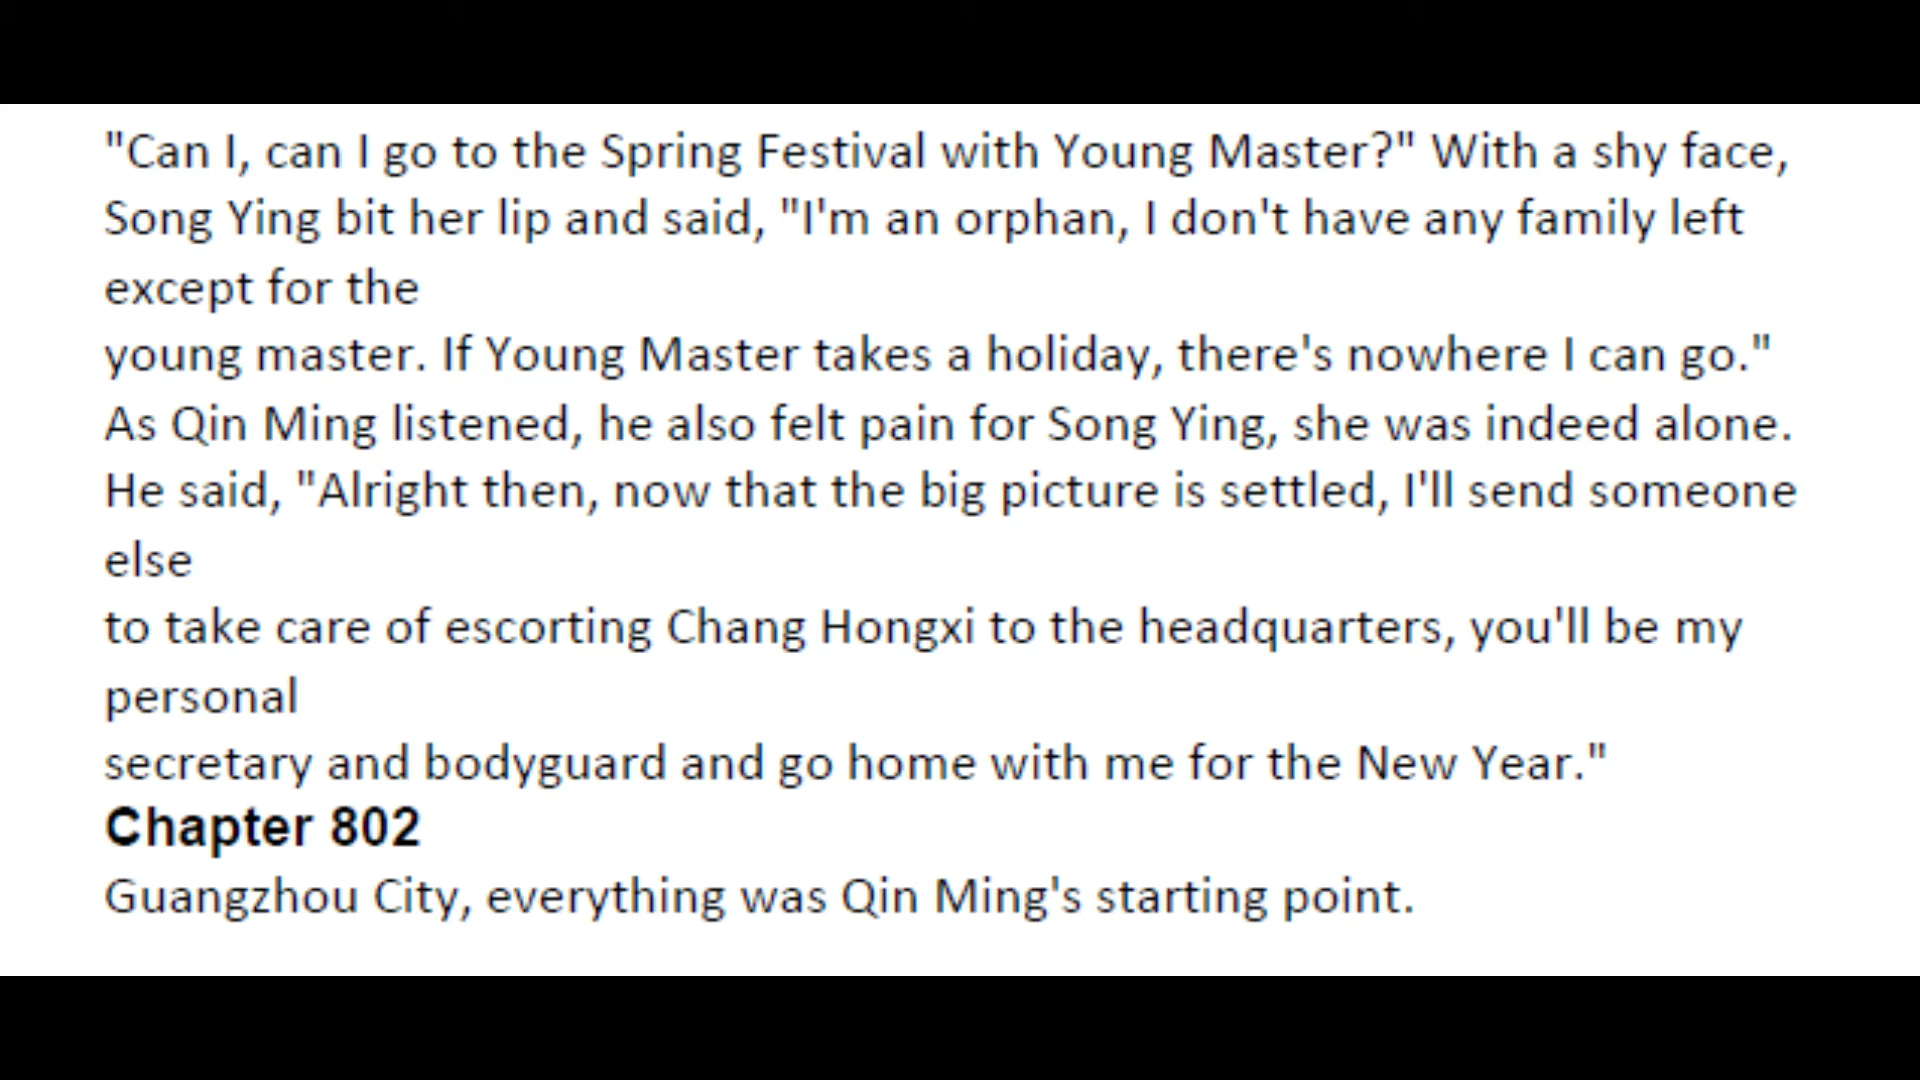 "Can I, can I go to the Spring Festival with Young Master?" With a shy face,
Song Ying bit her lip and said, "I'm an orphan, I don't have any family left
except for the
young master. If Young Master takes a holiday, there's nowhere I can go."
As Qin Ming listened, he also felt pain for Song Ying, she was indeed alone.
He said, "Alright then, now that the big picture is settled, I'll send someone
else
to take care of escorting Chang Hongxi to the headquarters, you'll be my
personal
secretary and bodyguard and go home with me for the New Year."
Chapter 802
Guangzhou City, everything was Qin Ming's starting point.